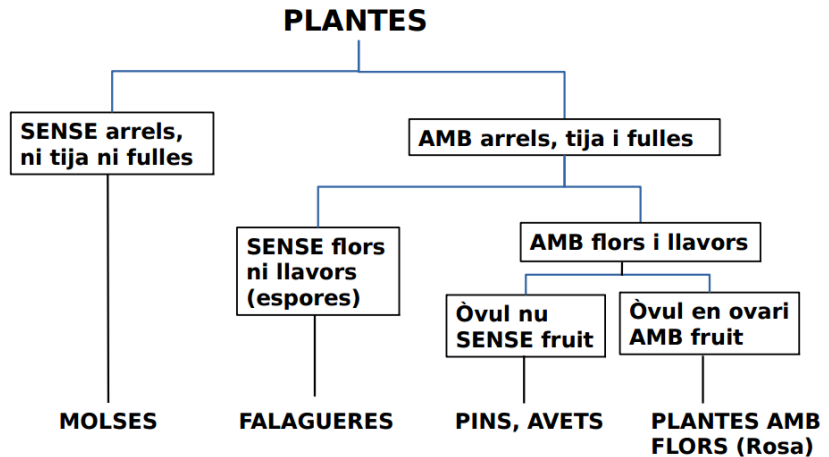 PLANTES
SENSE arrels,
ni tija ni fulles
AMB arrels, tija i fulles
SENSE flors
ni llavors
(espores)
AMB flors i llavors
Òvul nu
SENSE fruit
Òvul en ovari
AMB fruit
MOLSES
FALAGUERES
PINS, AVETS
PLANTES AMB
FLORS (Rosa)